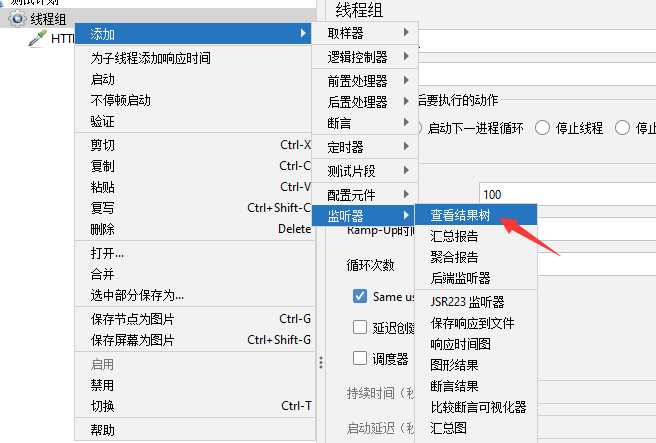 测试计划
线程组
HTT
添加
为子线程添加响应时间
启动
不停顿启动
验证
剪切 Ctrl-X
复制 Ctrl-C
粘贴 Ctrl-V
复写 Ctrl+Shift-C
删除 Delete
打开...
合并
选中部分保存为...
保存节点为图片 Ctrl-G
保存屏幕为图片 Ctrl+Shift-G
启用
禁用
切换 Ctrl-T
帮助
取样器
逻辑控制器
前置处理器
后置处理器
断言
定时器
测试片段
配置元件
监听器
查看结果树
汇总报告
聚合报告
后端监听器
JSR223 监听器
保存响应到文件
响应时间图
图形结果
断言结果
比较断言可视化器
汇总图
线程组
后要执行的动作
启动下一进程循环
停止线程
停止
100
Ramp-Up时间
循环次数
Same us
延迟创建
调度器
持续时间（秒
启动延迟（秒